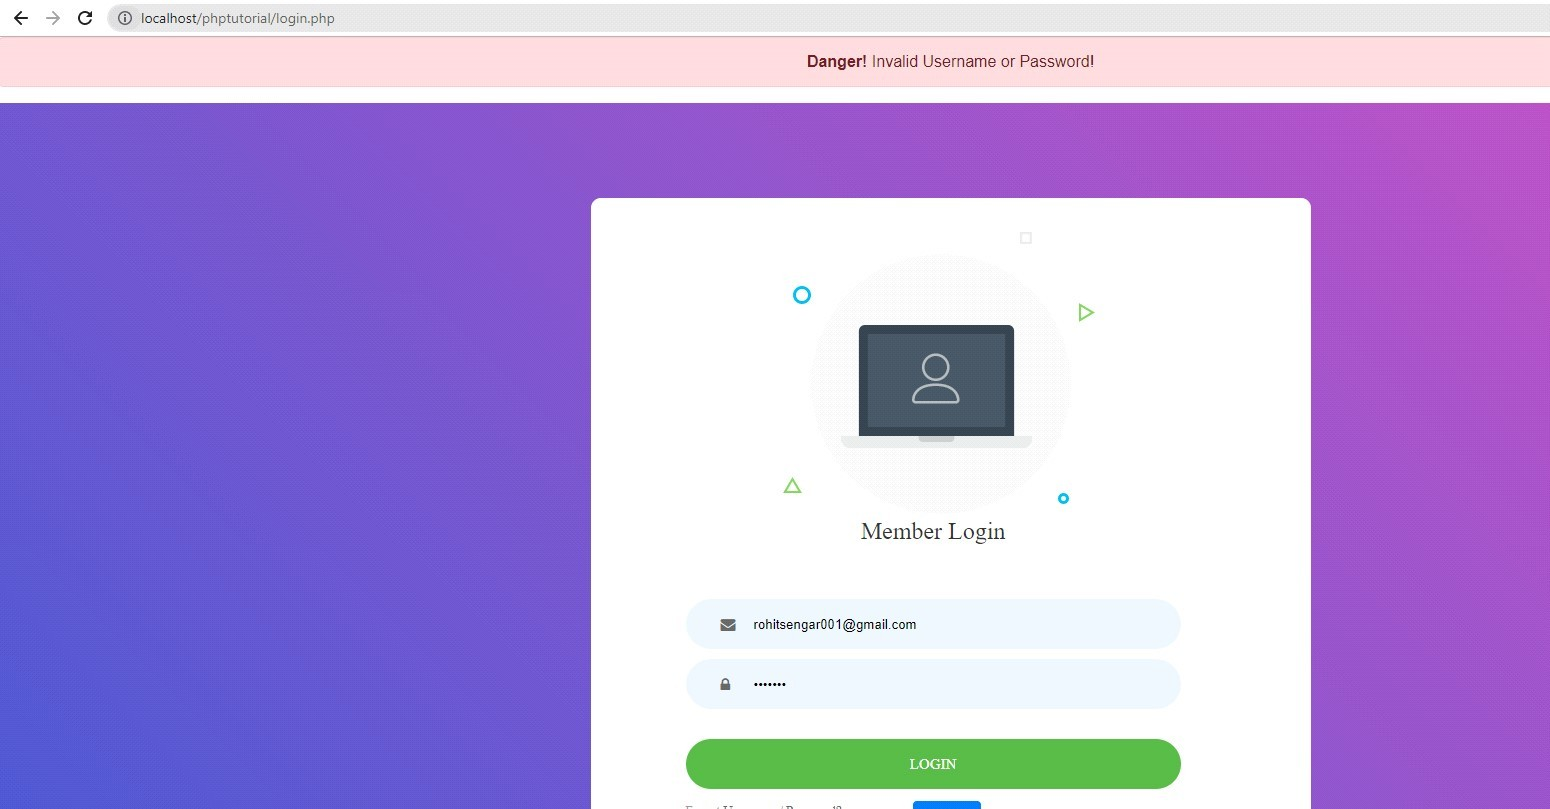 localhost/phptutorial/login.php
Danger! Invalid Username or Password!
Member Login
rohitsengar001@gmail.com
•••••••
LOGIN